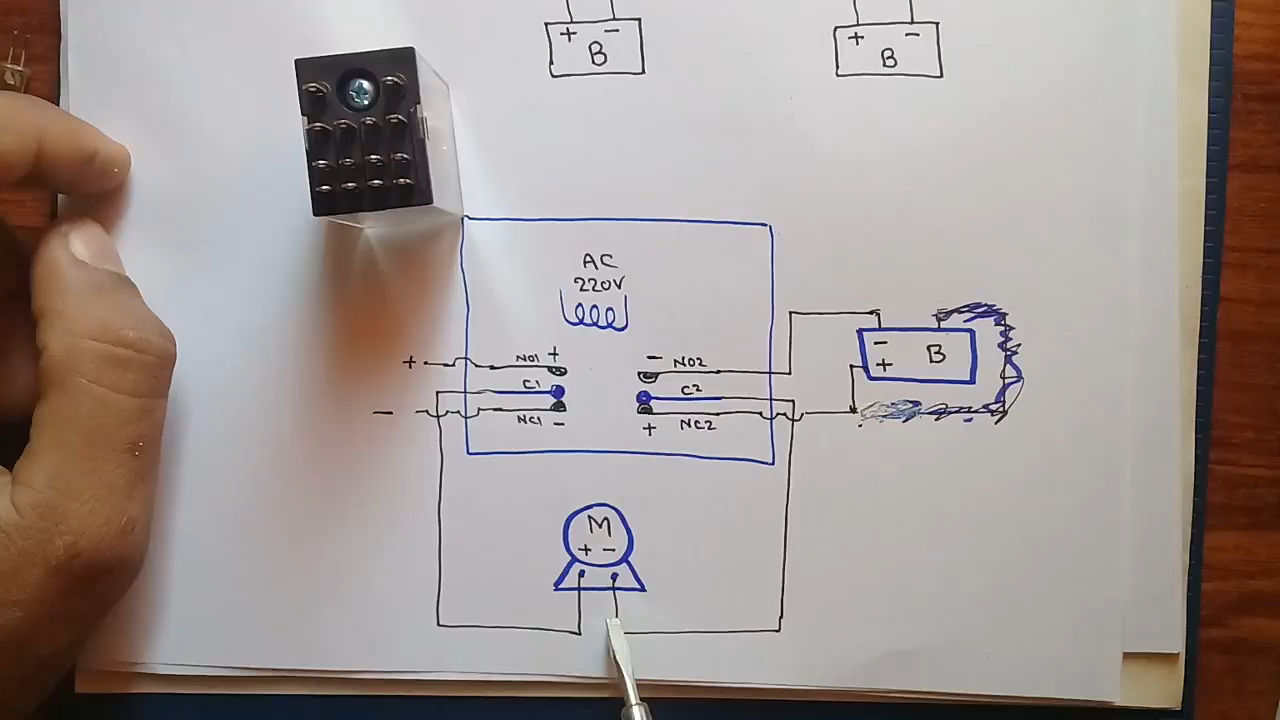 + -
B
+ -
B
AC
220V
+ NO1 + - NO2
C1 C2
- NC1 - + NC2
- B
+
M
+ -